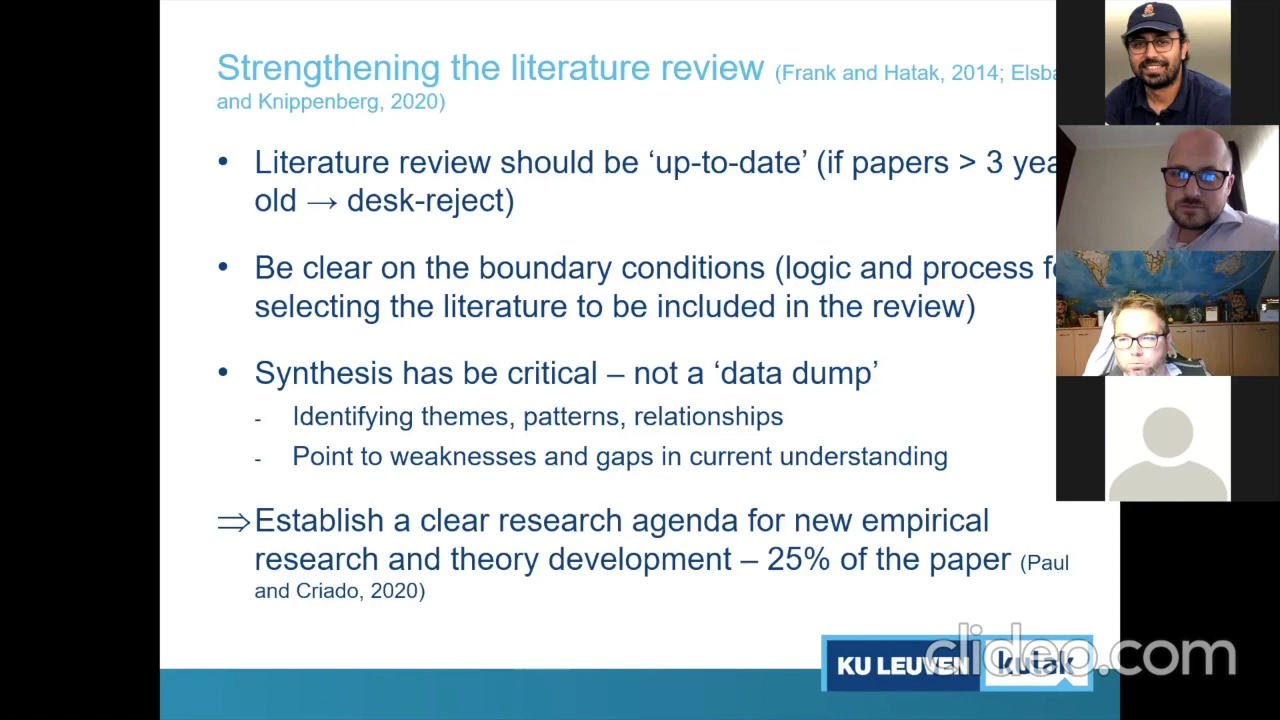 Strengthening the literature review (Frank and Hatak, 2014; Elsba
and Knippenberg, 2020)
• Literature review should be ‘up-to-date’ (if papers > 3 yea
old → desk-reject)
• Be clear on the boundary conditions (logic and process fo
selecting the literature to be included in the review)
• Synthesis has be critical – not a ‘data dump’
- Identifying themes, patterns, relationships
- Point to weaknesses and gaps in current understanding
⇒ Establish a clear research agenda for new empirical
research and theory development – 25% of the paper (Paul
and Criado, 2020)
KU LEUVEN kulak
clideo.com